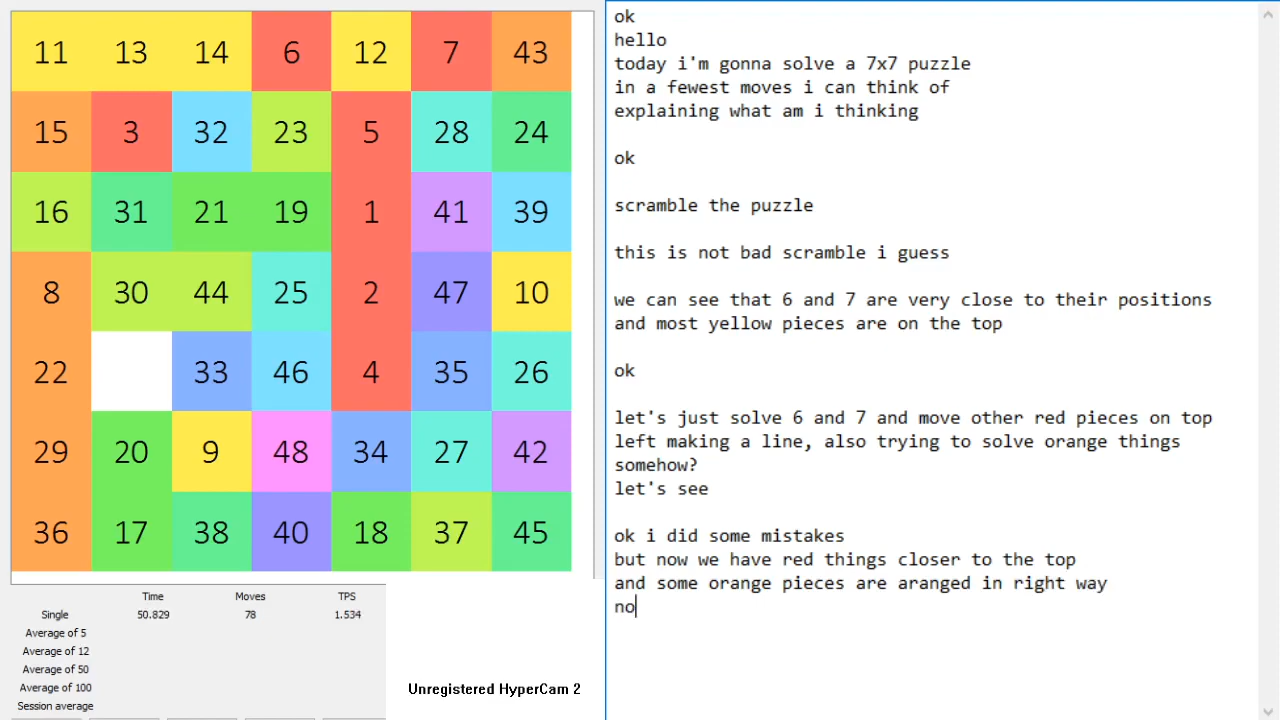 11 13 14 6 12 7 43
15 3 32 23 5 28 24
16 31 21 19 1 41 39
8 30 44 25 2 47 10
22 33 46 4 35 26
29 20 9 48 34 27 42
36 17 38 40 18 37 45
Time Moves TPS
Single 50.829 78 1.534
Average of 5
Average of 12
Average of 50
Average of 100
Session average
Unregistered HyperCam 2
ok
hello
today i'm gonna solve a 7x7 puzzle
in a fewest moves i can think of
explaining what am i thinking
ok
scramble the puzzle
this is not bad scramble i guess
we can see that 6 and 7 are very close to their positions
and most yellow pieces are on the top
ok
let's just solve 6 and 7 and move other red pieces on top
left making a line, also trying to solve orange things
somehow?
let's see
ok i did some mistakes
but now we have red things closer to the top
and some orange pieces are aranged in right way
no